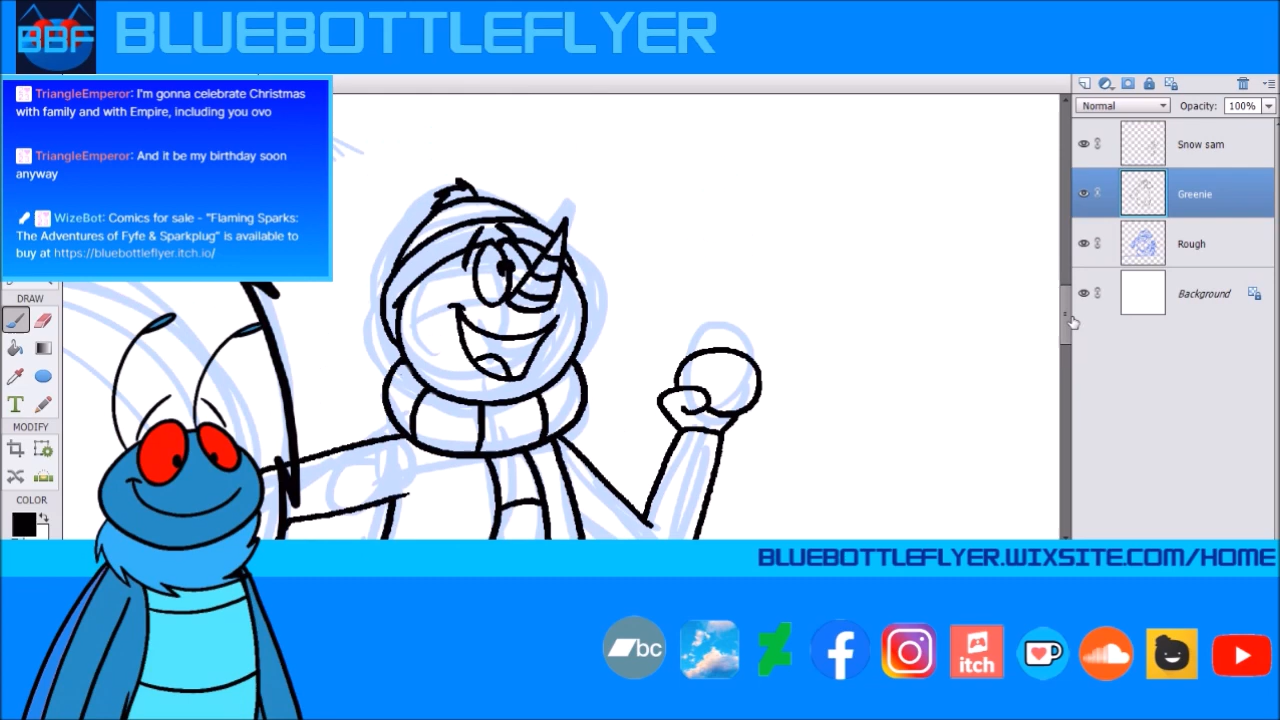 BBF
BLUEBOTTLEFLYER
TriangleEmperor: I'm gonna celebrate Christmas
with family and with Empire, including you ovo
TriangleEmperor: And it be my birthday soon
anyway
WizeBot: Comics for sale - "Flaming Sparks:
The Adventures of Fyfe & Sparkplug" is available to
buy at https://bluebottleflyer.itch.io/
Normal
Opacity:
100%
Snow sam
Greenie
Rough
Background
DRAW
T
MODIFY
COLOR
BLUEBOTTLEFLYER.WIXSITE.COM/HOME
bc
f
itch